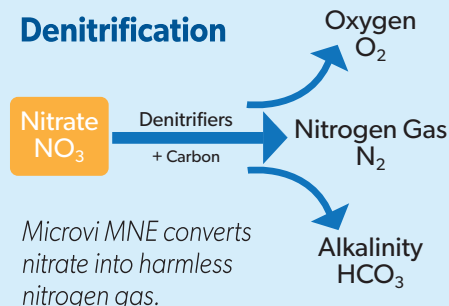 Denitrification
Oxygen
O2
Nitrate
NO3
Denitrifiers
+ Carbon
Nitrogen Gas
N2
Alkalinity
HCO3
Microvi MNE converts
nitrate into harmless
nitrogen gas.